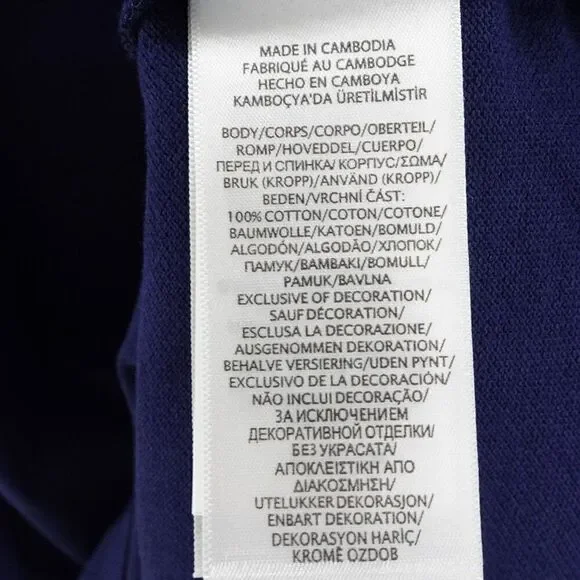 MADE IN CAMBODIA
FABRIQUÉ AU CAMBODGE
HECHO EN CAMBOYA
KAMBOÇYA'DA ÜRETİLMİSTİR
BODY/CORPS/CORPO/OBERTEIL/
ROMP/HOVEDDEL/CUERPO/
ПЕРЕД И СПИНКА/ КОРПУС/ΣΩΜΑ/
BRUK (KROPP)/ANVÄND (KROPP)/
BEDEN/VRCHNÍ ČÁST:
100% COTTON/COTON/COTONE/
BAUMWOLLE/KATOEN/BOMULD/
ALGODÓN/ALGODÃO/ХЛОПОК/
ПАМУК/BAMBAKI/BOMULL/
PAMUK/BAVLNA
EXCLUSIVE OF DECORATION/
SAUF DÉCORATION/
ESCLUSA LA DECORAZIONE/
AUSGENOMMEN DEKORATION/
BEHALVE VERSIERING/UDEN PYNT/
EXCLUSIVO DE LA DECORACIÓN/
NÃO INCLUI DECORAÇÃO/
ЗА ИСКЛЮЧЕНИЕМ
ДЕКОРАТИВНОЙ ОТДЕЛКИ/
БЕЗ УКРАСАТА/
ΑΠΟΚΛΕΙΣΤΙΚΗ ΑΠΟ
ΔΙΑΚΟΣΜΗΣΗ/
UTELUKKER DEKORASJON/
ENBART DEKORATION/
DEKORASYON HARİÇ/
KROMĚ OZDOB